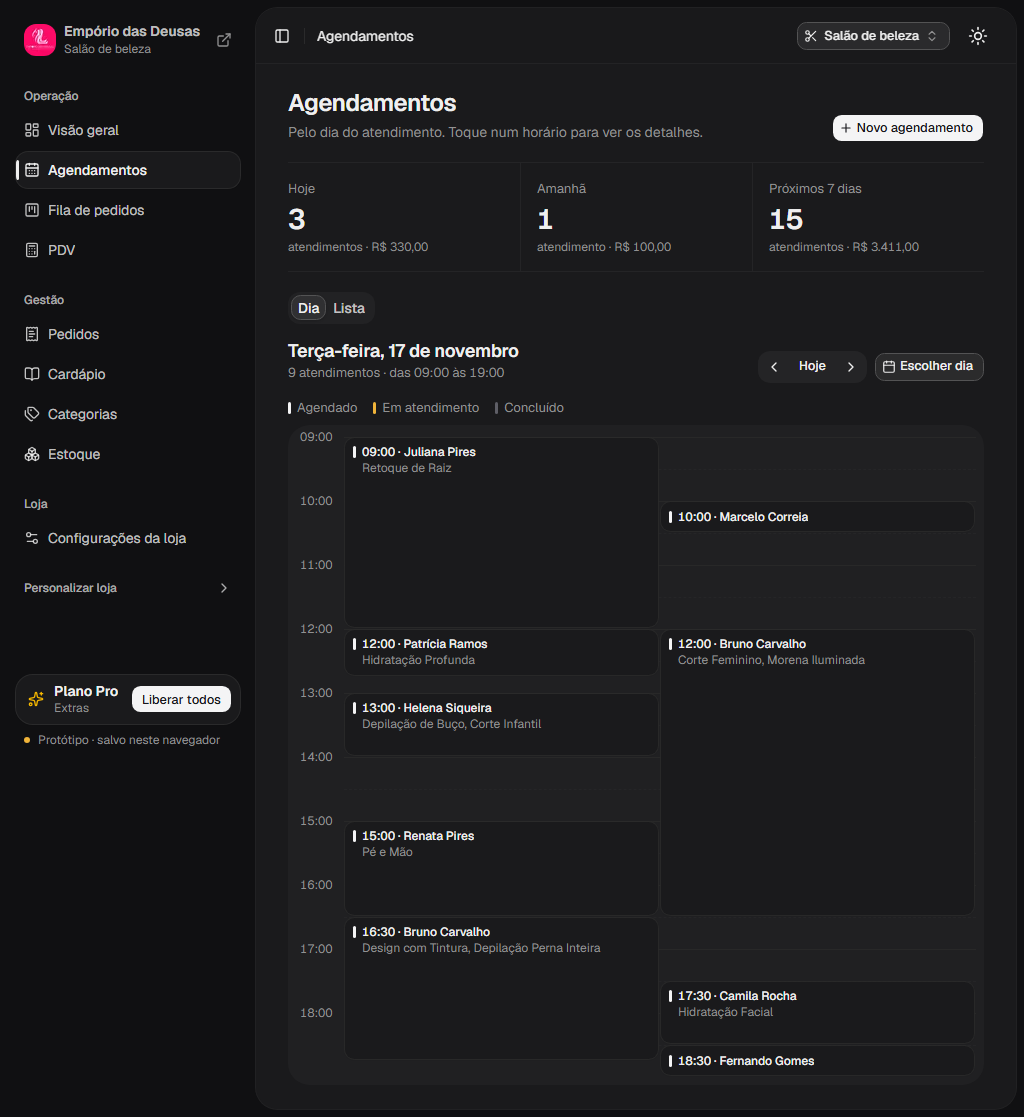 Empório das Deusas
Salão de beleza
Operação
Visão geral
Agendamentos
Fila de pedidos
PDV
Gestão
Pedidos
Cardápio
Categorias
Estoque
Loja
Configurações da loja
Personalizar loja
Plano Pro
Extras
Liberar todos
Protótipo · salvo neste navegador
Agendamentos
Salão de beleza
Agendamentos
Pelo dia do atendimento. Toque num horário para ver os detalhes.
Novo agendamento
Hoje
3
atendimentos · R$ 330,00
Amanhã
1
atendimento · R$ 100,00
Próximos 7 dias
15
atendimentos · R$ 3.411,00
Dia Lista
Terça-feira, 17 de novembro
9 atendimentos · das 09:00 às 19:00
Hoje
Escolher dia
Agendado Em atendimento Concluído
09:00
09:00 · Juliana Pires
Retoque de Raiz
10:00
10:00 · Marcelo Correia
11:00
12:00
12:00 · Patrícia Ramos
Hidratação Profunda
12:00 · Bruno Carvalho
Corte Feminino, Morena Iluminada
13:00
13:00 · Helena Siqueira
Depilação de Buço, Corte Infantil
14:00
15:00
15:00 · Renata Pires
Pé e Mão
16:00
16:30 · Bruno Carvalho
Design com Tintura, Depilação Perna Inteira
17:00
17:30 · Camila Rocha
Hidratação Facial
18:00
18:30 · Fernando Gomes